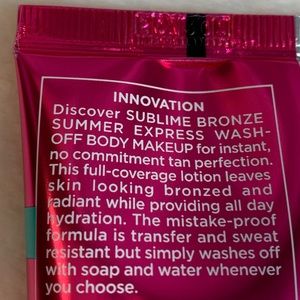 INNOVATION
Discover SUBLIME BRONZE
SUMMER EXPRESS WASH-
OFF BODY MAKEUP for instant,
no commitment tan perfection.
This full-coverage lotion leaves
skin looking bronzed and
radiant while providing all day
hydration. The mistake-proof
formula is transfer and sweat
resistant but simply washes off
with soap and water whenever
you choose.